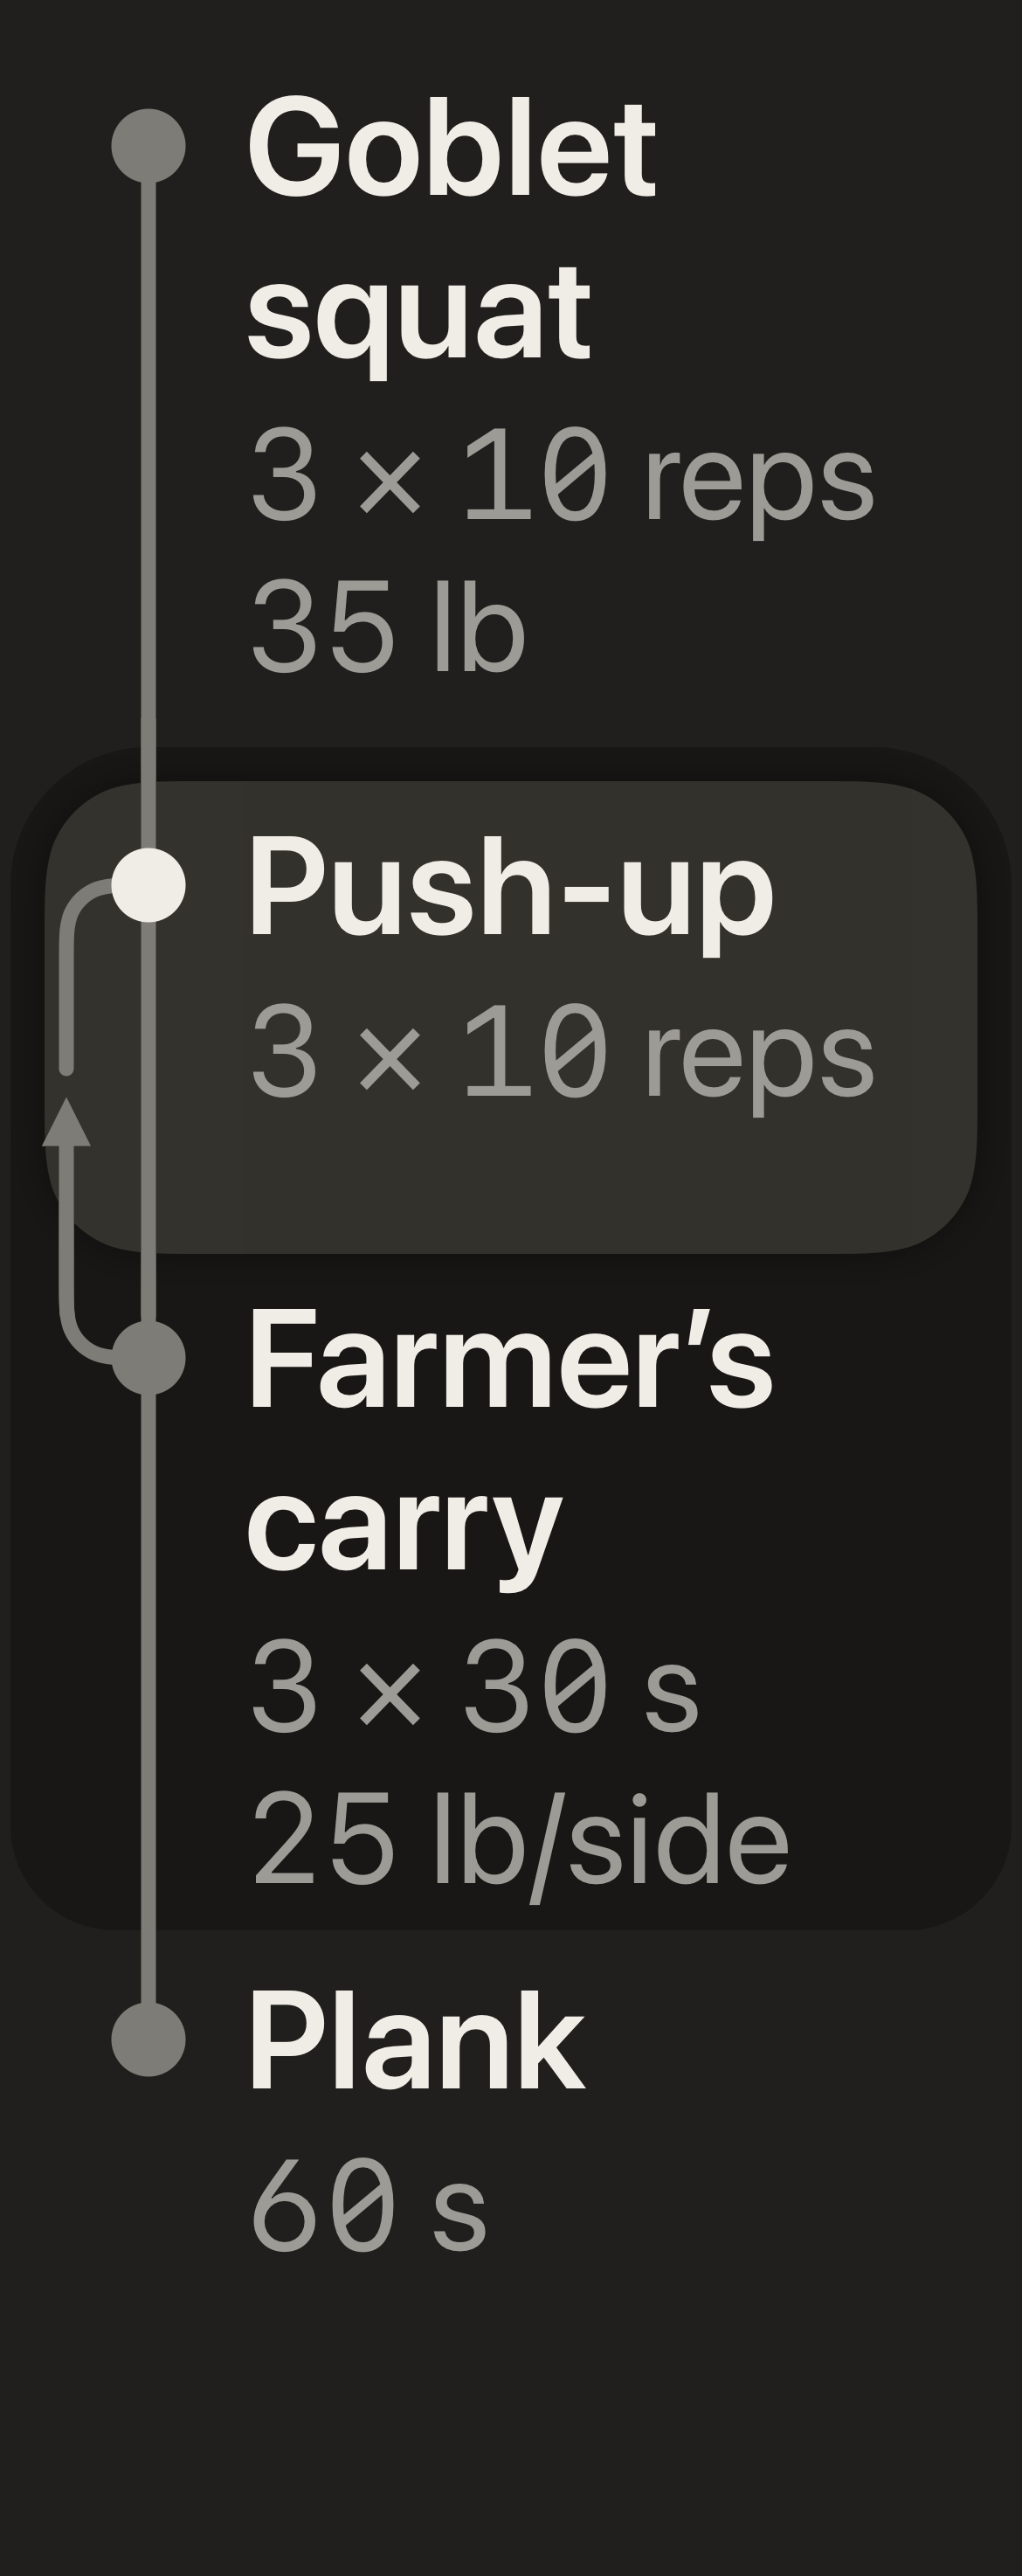 Goblet
squat
3 × 10 reps
35 lb
Push-up
3 × 10 reps
Farmer’s
carry
3 × 30 s
25 lb/side
Plank
60 s